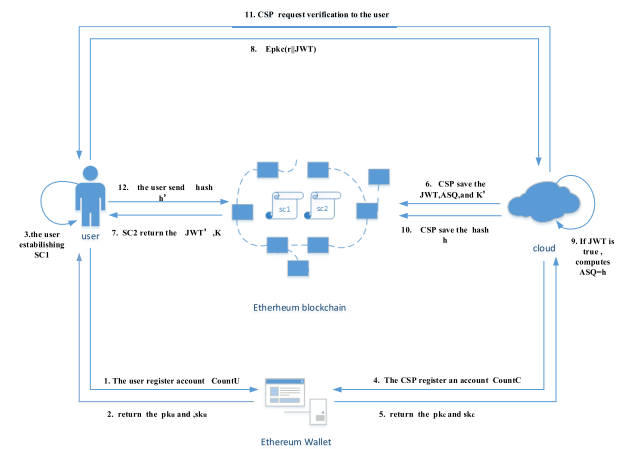 11. CSP request verification to the user
8. Epkc(r||JWT)
12. the user send hash
h'
7. SC2 return the JWT' ,K
sc1
sc2
6. CSP save the
JWT,ASQ,and K'
10. CSP save the hash
h
user
3.the user
estabilishing
SC1
cloud
9. If JWT is
true ,
computes
ASQ=h
Etherheum blockchain
1. The user register account CountU
2. return the pku and ,sku
4. The CSP register an account CountC
5. return the pkc and skc
Ethereum Wallet